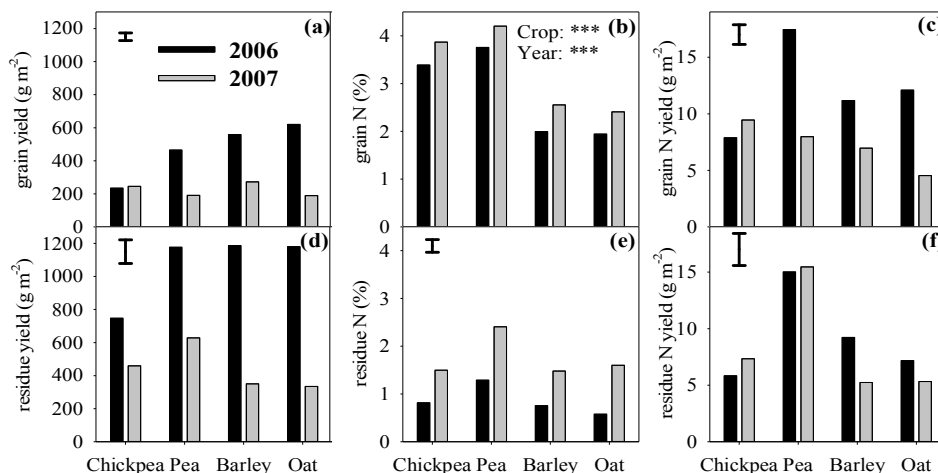 (a)
2006
2007
grain yield (g m-2)
1200
1000
800
600
400
200
0
(b)
Crop: ***
Year: ***
grain N (%)
4
3
2
1
0
(c)
grain N yield (g m-2)
15
10
5
0
(d)
residue yield (g m-2)
1200
1000
800
600
400
200
0
Chickpea Pea Barley Oat
(e)
residue N (%)
4
3
2
1
0
Chickpea Pea Barley Oat
(f)
residue N yield (g m-2)
15
10
5
0
Chickpea Pea Barley Oat